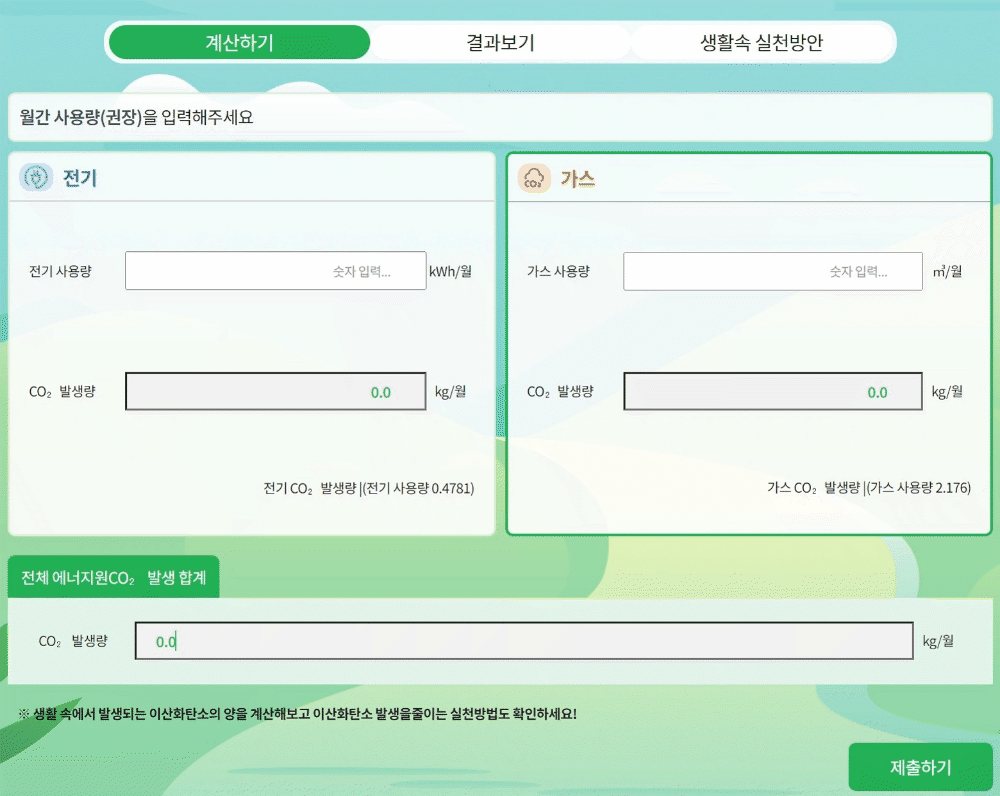 계산하기
결과보기
생활속 실천방안
월간 사용량(권장)을 입력해주세요
전기
전기 사용량 숫자 입력... kWh/월
CO₂ 발생량 0.0 kg/월
전기 CO₂ 발생량 |(전기 사용량 0.4781)
CO₂
가스
가스 사용량 숫자 입력... ㎥/월
CO₂ 발생량 0.0 kg/월
가스 CO₂ 발생량 |(가스 사용량 2.176)
전체 에너지원CO₂ 발생 합계
CO₂ 발생량 0.0 kg/월
※ 생활 속에서 발생되는 이산화탄소의 양을 계산해보고 이산화탄소 발생을줄이는 실천방법도 확인하세요!
제출하기